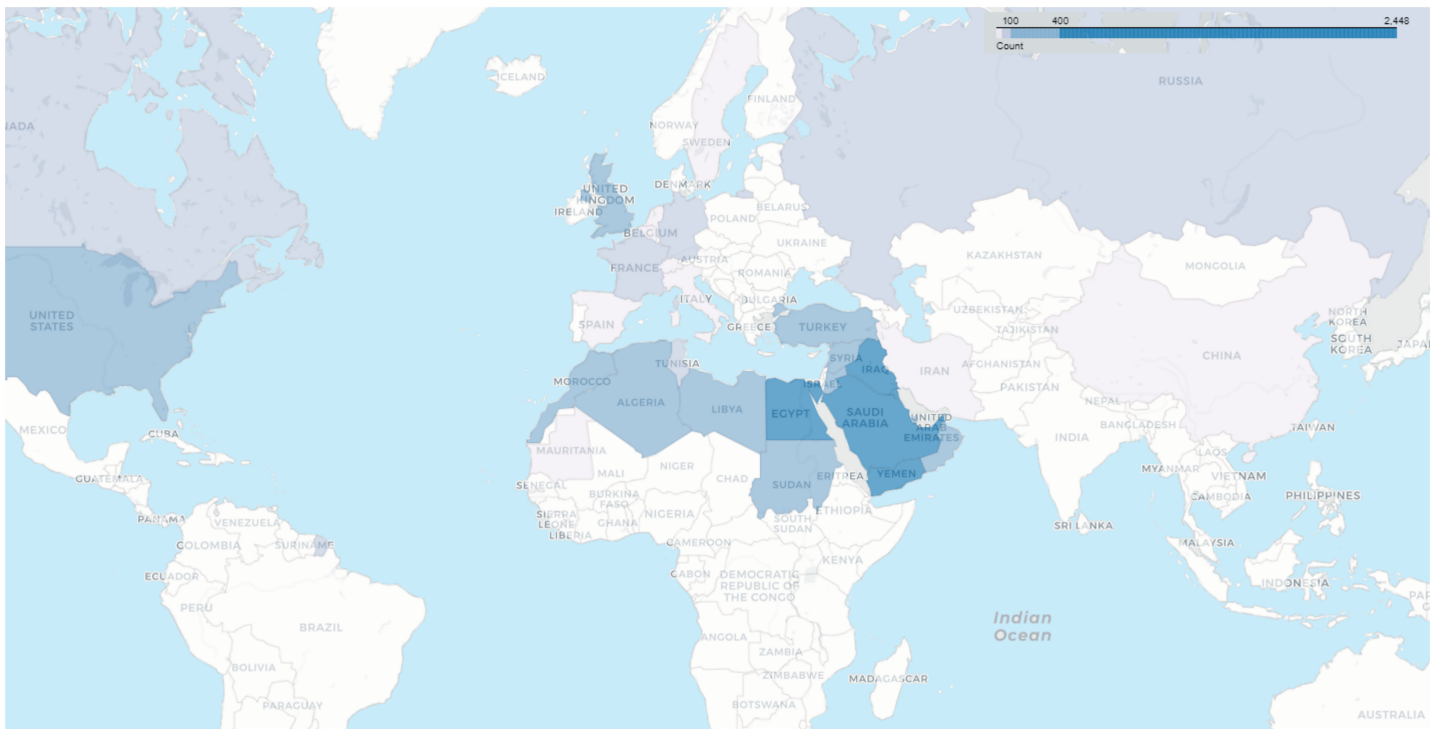 100 400 2,448
Count
ICELAND
RUSSIA
FINLAND
NADA
NORWAY
SWEDEN
DENMARK
UNITED
KINGDOM
IRELAND
BELARUS
POLAND
BELGIUM
UKRAINE
KAZAKHSTAN
MONGOLIA
AUSTRIA
FRANCE
ROMANIA
ITALY
BULGARIA
UZBEKISTAN
NORTH
KOREA
UNITED
STATES
SPAIN
GREECE
TURKEY
TAJIKISTAN
SOUTH
KOREA
JAPA
TUNISIA
SYRIA
IRAQ
IRAN
AFGHANISTAN
CHINA
MOROCCO
ISRAEL
PAKISTAN
ALGERIA
LIBYA
EGYPT
SAUDI
ARABIA
UNITED
ARAB
EMIRATES
NEPAL
BANGLADESH
TAIWAN
MEXICO
CUBA
INDIA
MAURITANIA
MALI
NIGER
CHAD
SUDAN
ERITREA
YEMEN
LAOS
MYANMAR
VIETNAM
GUATEMALA
SENEGAL
BURKINA
FASO
CAMBODIA
PHILIPPINES
PANAMA
VENEZUELA
SIERRA
LEONE
GHANA
NIGERIA
SOUTH
SUDAN
ETHIOPIA
SRI LANKA
LIBERIA
COLOMBIA
SURINAME
CAMEROON
MALAYSIA
ECUADOR
GABON
DEMOCRATIC
REPUBLIC OF
THE CONGO
KENYA
INDONESIA
PERU
BRAZIL
Indian
Ocean
PAP
ANGOLA
ZAMBIA
BOLIVIA
ZIMBABWE
MADAGASCAR
PARAGUAY
BOTSWANA
AUSTRALIA